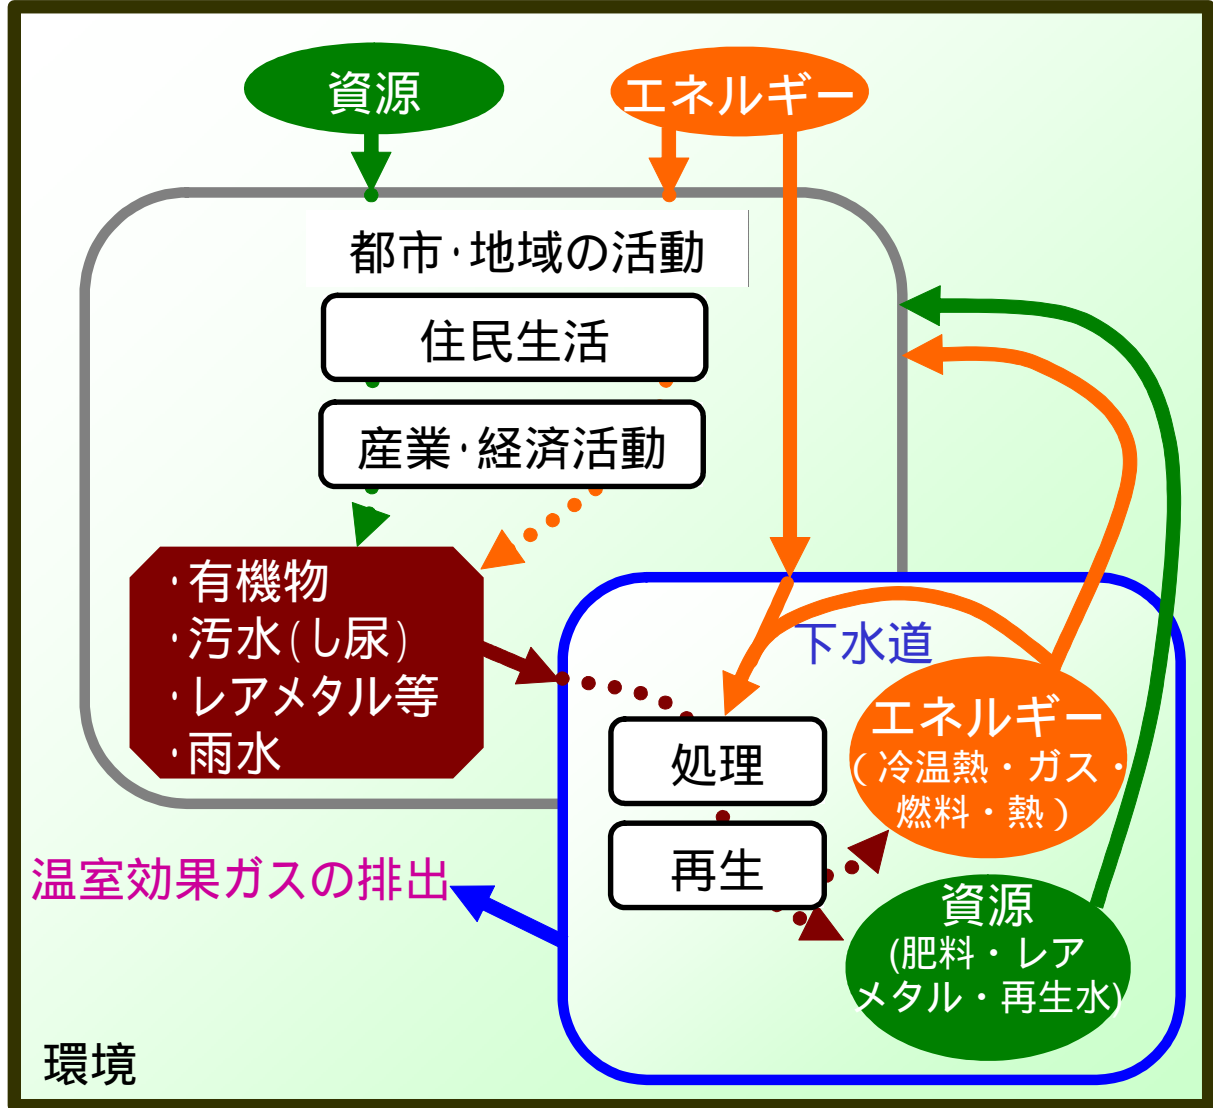 資源
エネルギー
都市・地域の活動
住民生活
産業・経済活動
・有機物
・汚水(し尿)
・レアメタル等
・雨水
下水道
処理
再生
エネルギー
(冷温熱・ガス・
燃料・熱)
資源
(肥料・レア
メタル・再生水)
温室効果ガスの排出
環境